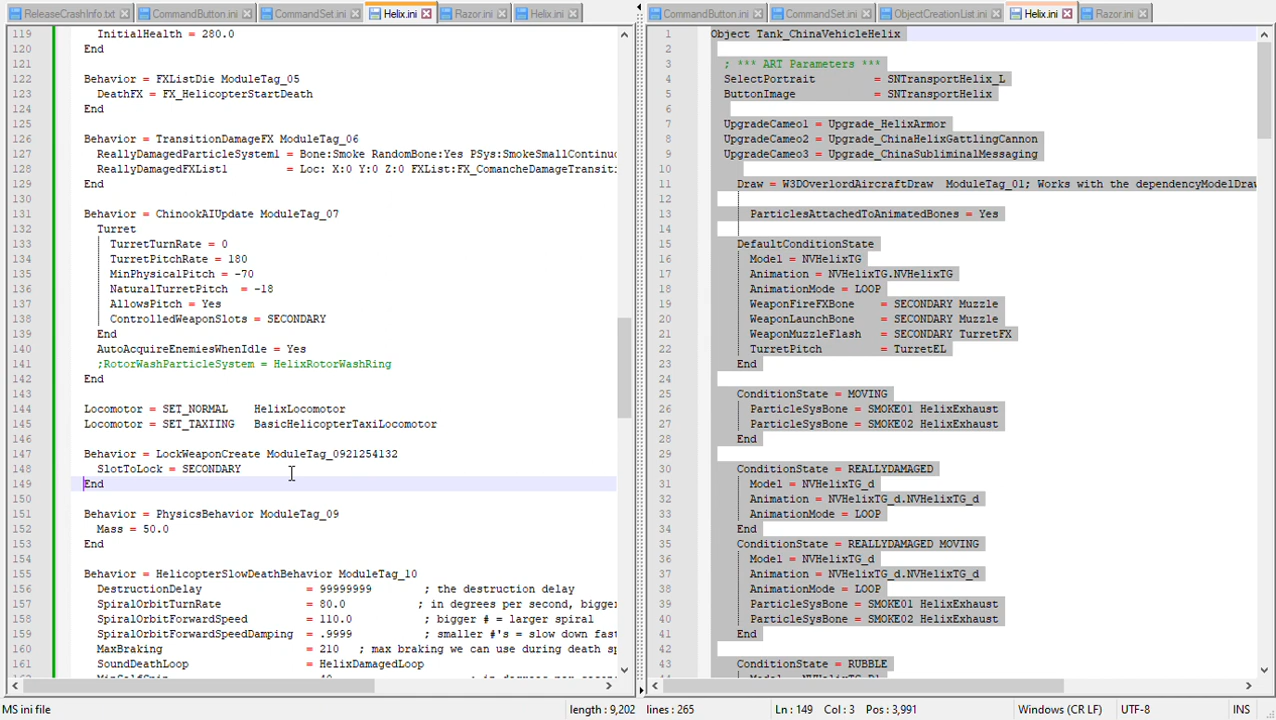 ReleaseCrashInfo.txt CommandButton.ini CommandSet.ini Helix.ini Razor.ini Helix.ini
119 InitialHealth = 280.0
120 End
121
122 Behavior = FXListDie ModuleTag_05
123 DeathFX = FX_HelicopterStartDeath
124 End
125
126 Behavior = TransitionDamageFX ModuleTag_06
127 ReallyDamagedParticleSystem1 = Bone:Smoke RandomBone:Yes PSys:SmokeSmallContinuo
128 ReallyDamagedFXList1 = Loc: X:0 Y:0 Z:0 FXList:FX_ComancheDamageTransiti
129 End
130
131 Behavior = ChinookAIUpdate ModuleTag_07
132 Turret
133 TurretTurnRate = 0
134 TurretPitchRate = 180
135 MinPhysicalPitch = -70
136 NaturalTurretPitch = -18
137 AllowsPitch = Yes
138 ControlledWeaponSlots = SECONDARY
139 End
140 AutoAcquireEnemiesWhenIdle = Yes
141 ;RotorWashParticleSystem = HelixRotorWashRing
142 End
143
144 Locomotor = SET_NORMAL HelixLocomotor
145 Locomotor = SET_TAXIING BasicHelicopterTaxiLocomotor
146
147 Behavior = LockWeaponCreate ModuleTag_0921254132
148 SlotToLock = SECONDARY
149 End
150
151 Behavior = PhysicsBehavior ModuleTag_09
152 Mass = 50.0
153 End
154
155 Behavior = HelicopterSlowDeathBehavior ModuleTag_10
156 DestructionDelay = 99999999 ; the destruction delay
157 SpiralOrbitTurnRate = 80.0 ; in degrees per second, bigger
158 SpiralOrbitForwardSpeed = 110.0 ; bigger # = larger spiral
159 SpiralOrbitForwardSpeedDamping = .9999 ; smaller #'s = slow down fast
160 MaxBraking = 210 ; max braking we can use during death sp
161 SoundDeathLoop = HelixDamagedLoop
CommandButton.ini CommandSet.ini ObjectCreationList.ini Helix.ini Razor.ini
1 Object Tank_ChinaVehicleHelix
2
3 ; *** ART Parameters ***
4 SelectPortrait = SNTransportHelix_L
5 ButtonImage = SNTransportHelix
6
7 UpgradeCameo1 = Upgrade_HelixArmor
8 UpgradeCameo2 = Upgrade_ChinaHelixGattlingCannon
9 UpgradeCameo3 = Upgrade_ChinaSubliminalMessaging
10
11 Draw = W3DOverlordAircraftDraw ModuleTag_01; Works with the dependencyModelDraw
12
13 ParticlesAttachedToAnimatedBones = Yes
14
15 DefaultConditionState
16 Model = NVHelixTG
17 Animation = NVHelixTG.NVHelixTG
18 AnimationMode = LOOP
19 WeaponFireFXBone = SECONDARY Muzzle
20 WeaponLaunchBone = SECONDARY Muzzle
21 WeaponMuzzleFlash = SECONDARY TurretFX
22 TurretPitch = TurretEL
23 End
24
25 ConditionState = MOVING
26 ParticleSysBone = SMOKE01 HelixExhaust
27 ParticleSysBone = SMOKE02 HelixExhaust
28 End
29
30 ConditionState = REALLYDAMAGED
31 Model = NVHelixTG_d
32 Animation = NVHelixTG_d.NVHelixTG_d
33 AnimationMode = LOOP
34 End
35 ConditionState = REALLYDAMAGED MOVING
36 Model = NVHelixTG_d
37 Animation = NVHelixTG_d.NVHelixTG_d
38 AnimationMode = LOOP
39 ParticleSysBone = SMOKE01 HelixExhaust
40 ParticleSysBone = SMOKE02 HelixExhaust
41 End
42
43 ConditionState = RUBBLE
MS ini file length : 9,202 lines : 265 Ln : 149 Col : 3 Pos : 3,991 Windows (CR LF) UTF-8 INS